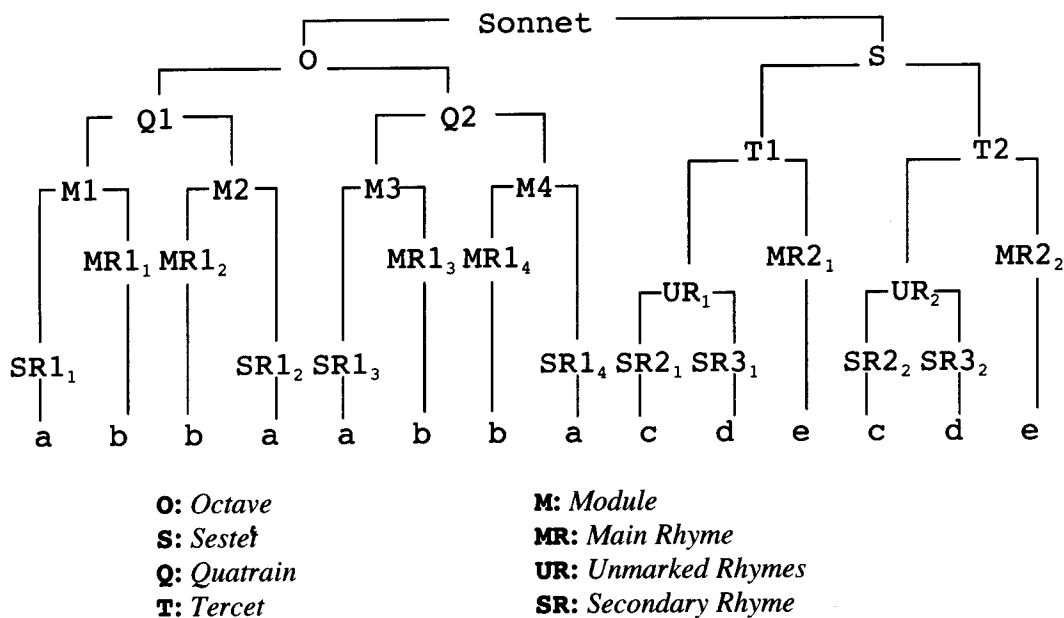 Sonnet
O S
Q1 Q2
T1 T2
M1 M2 M3 M4
MR1₁ MR1₂ MR1₃ MR1₄ MR2₁ MR2₂
UR₁ UR₂
SR1₁ SR1₂ SR1₃ SR1₄ SR2₁ SR3₁ SR2₂ SR3₂
a b b a a b b a c d e c d e
O: Octave M: Module
S: Sestet MR: Main Rhyme
Q: Quatrain UR: Unmarked Rhymes
T: Tercet SR: Secondary Rhyme